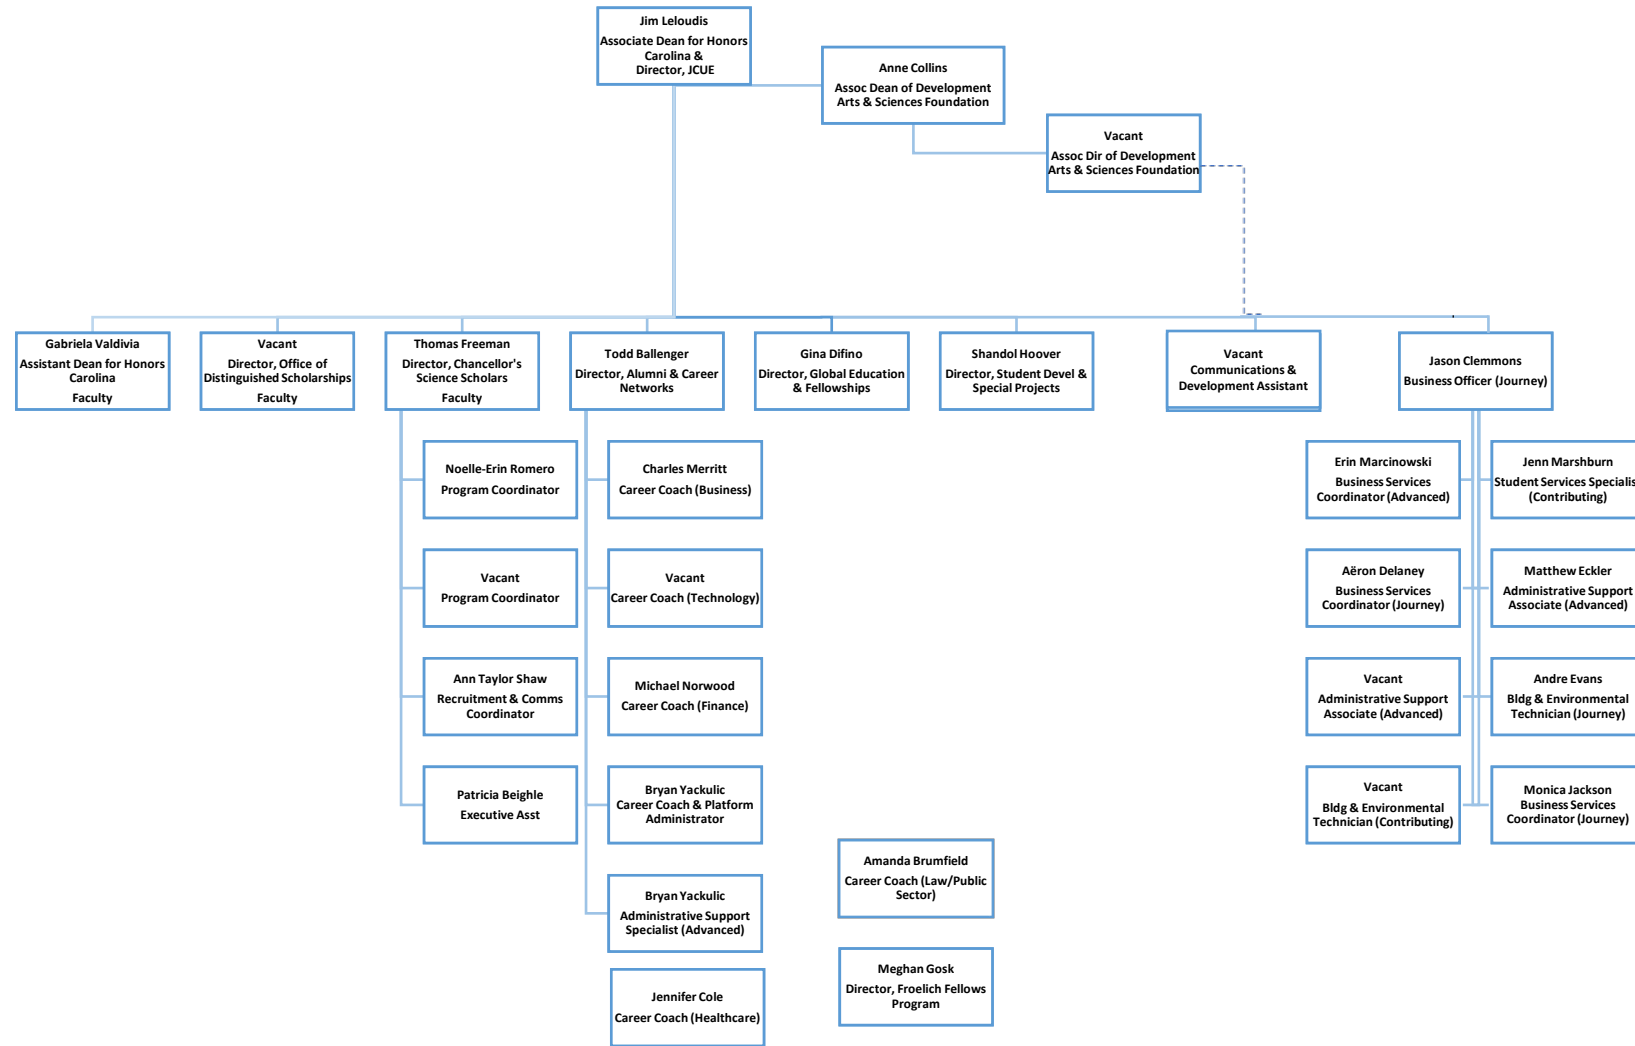 Jim Leloudis
Associate Dean for Honors
Carolina &
Director, JCUE
Anne Collins
Assoc Dean of Development
Arts & Sciences Foundation
Vacant
Assoc Dir of Development
Arts & Sciences Foundation
Gabriela Valdivia
Assistant Dean for Honors
Carolina
Faculty
Vacant
Director, Office of
Distinguished Scholarships
Faculty
Thomas Freeman
Director, Chancellor's
Science Scholars
Faculty
Todd Ballenger
Director, Alumni & Career
Networks
Gina Difino
Director, Global Education
& Fellowships
Shandol Hoover
Director, Student Devel &
Special Projects
Vacant
Communications &
Development Assistant
Jason Clemmons
Business Officer (Journey)
Noelle-Erin Romero
Program Coordinator
Vacant
Program Coordinator
Ann Taylor Shaw
Recruitment & Comms
Coordinator
Patricia Beighle
Executive Asst
Charles Merritt
Career Coach (Business)
Vacant
Career Coach (Technology)
Michael Norwood
Career Coach (Finance)
Bryan Yackulic
Career Coach & Platform
Administrator
Bryan Yackulic
Administrative Support
Specialist (Advanced)
Jennifer Cole
Career Coach (Healthcare)
Amanda Brumfield
Career Coach (Law/Public
Sector)
Meghan Gosk
Director, Froelich Fellows
Program
Erin Marcinowski
Business Services
Coordinator (Advanced)
Jenn Marshburn
Student Services Specialis
(Contributing)
Aëron Delaney
Business Services
Coordinator (Journey)
Matthew Eckler
Administrative Support
Associate (Advanced)
Vacant
Administrative Support
Associate (Advanced)
Andre Evans
Bldg & Environmental
Technician (Journey)
Vacant
Bldg & Environmental
Technician (Contributing)
Monica Jackson
Business Services
Coordinator (Journey)